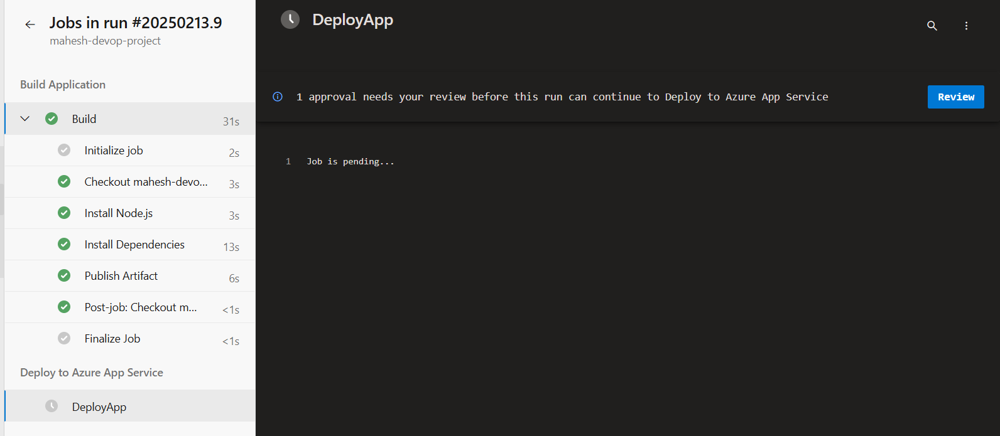 Jobs in run #20250213.9
mahesh-devop-project
Build Application
Build 31s
Initialize job 2s
Checkout mahesh-devo... 3s
Install Node.js 3s
Install Dependencies 13s
Publish Artifact 6s
Post-job: Checkout m... <1s
Finalize Job <1s
Deploy to Azure App Service
DeployApp
DeployApp
1 approval needs your review before this run can continue to Deploy to Azure App Service
Review
1 Job is pending...